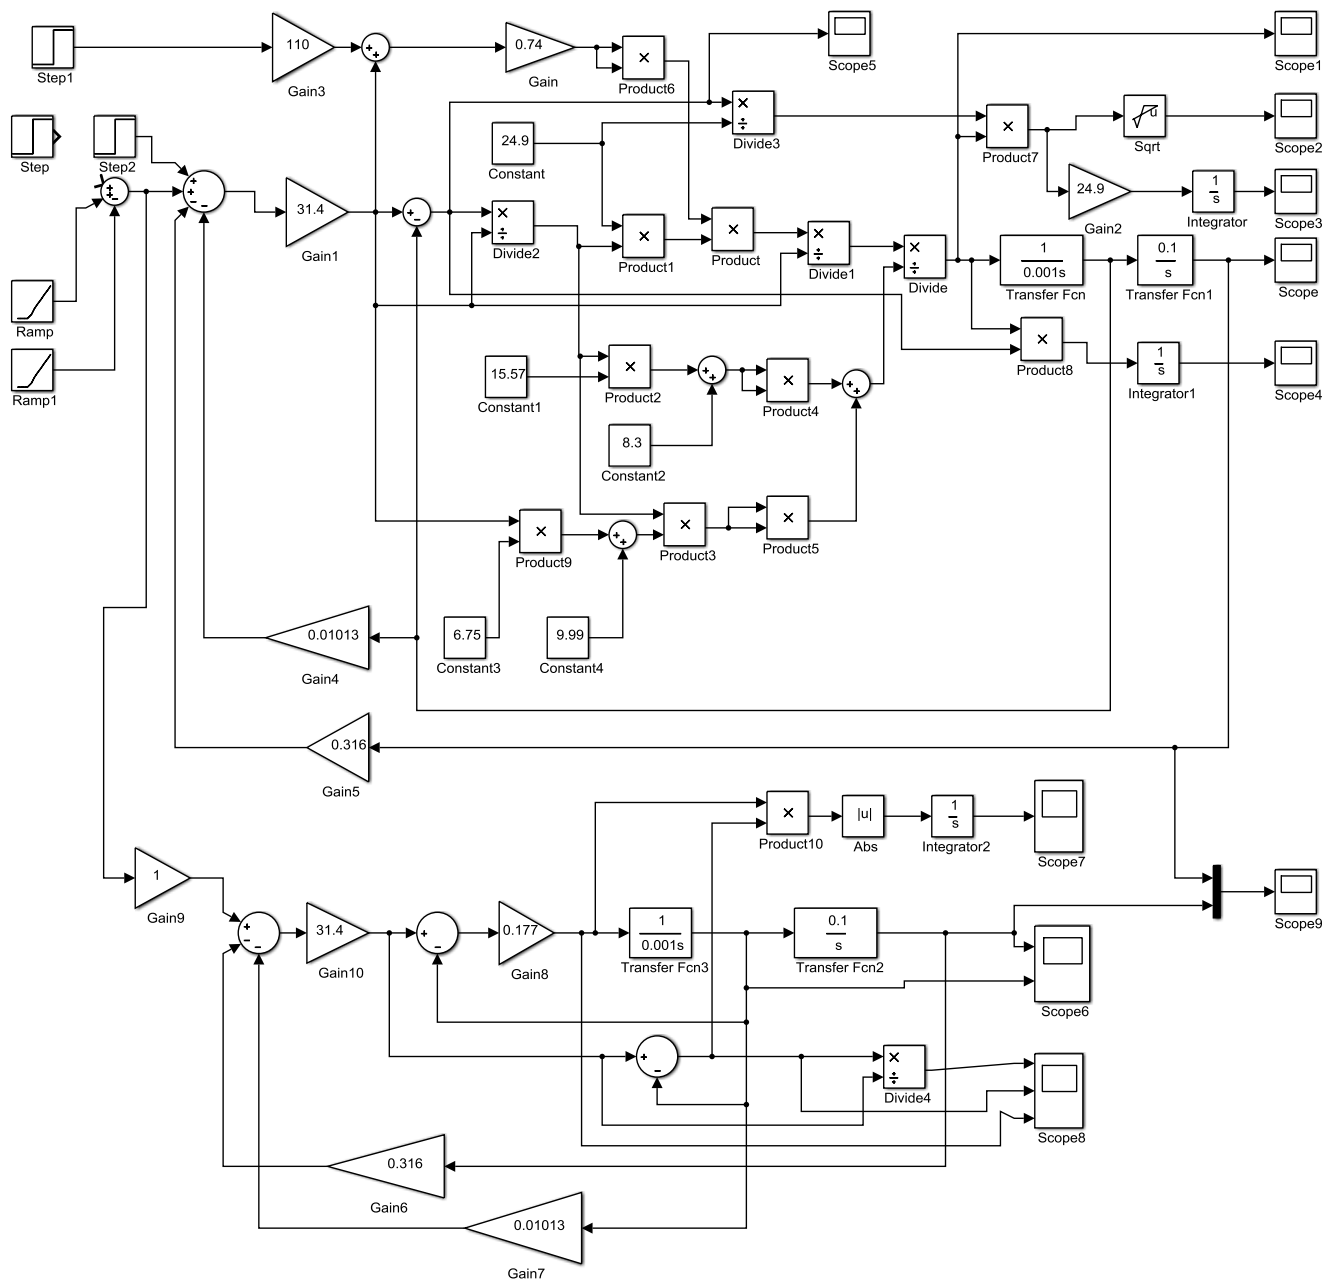 110
Step1
Gain3
0.74
Gain
Product6
Scope5
Scope1
Step
Step2
24.9
Constant
Divide3
Product7
u
Sqrt
Scope2
31.4
Gain1
Divide2
Product1
Product
Divide1
Divide
24.9
Gain2
1
s
Integrator
Scope3
1
0.001s
Transfer Fcn
0.1
s
Transfer Fcn1
Scope
Ramp
Ramp1
15.57
Constant1
Product2
Product4
Product8
1
s
Integrator1
Scope4
8.3
Constant2
Product9
Product3
Product5
0.01013
Gain4
6.75
Constant3
9.99
Constant4
0.316
Gain5
Product10
|u|
Abs
1
s
Integrator2
Scope7
1
Gain9
31.4
Gain10
0.177
Gain8
1
0.001s
Transfer Fcn3
0.1
s
Transfer Fcn2
Scope9
Scope6
Divide4
Scope8
0.316
Gain6
0.01013
Gain7